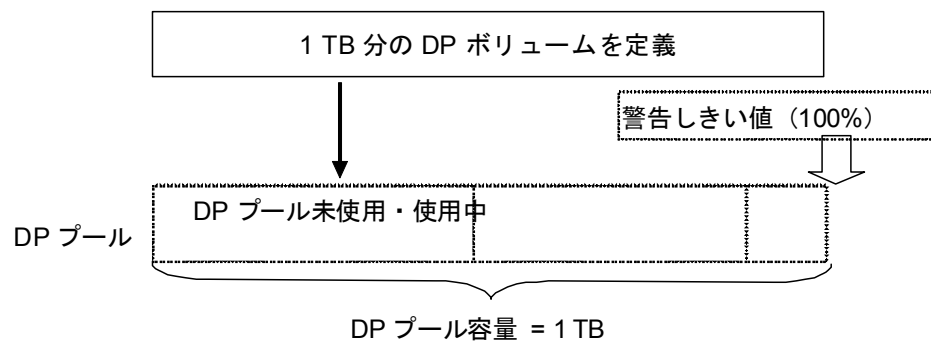 1 TB 分の DP ボリュームを定義
警告しきい値（100%）
DP プール未使用・使用中
DP プール
DP プール容量 = 1 TB